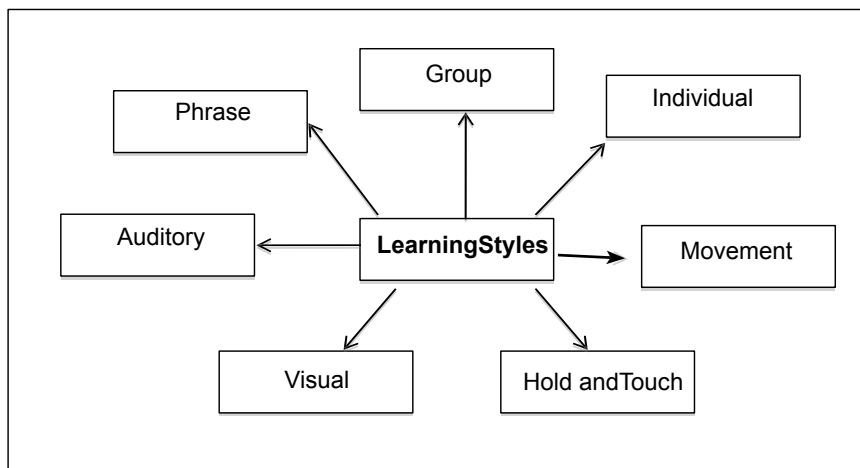 Group
Individual
Phrase
Auditory
LearningStyles
Movement
Visual
Hold andTouch